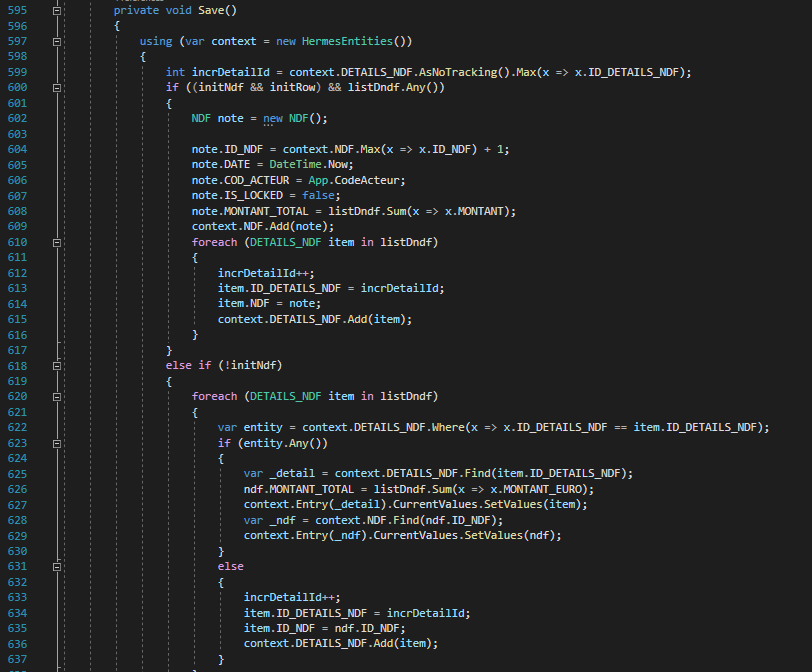 595 private void Save()
596 {
597 using (var context = new HermesEntities())
598 {
599 int incrDetailId = context.DETAILS_NDF.AsNoTracking().Max(x => x.ID_DETAILS_NDF);
600 if ((initNdf && initRow) && listDndf.Any())
601 {
602 NDF note = new NDF();
603
604 note.ID_NDF = context.NDF.Max(x => x.ID_NDF) + 1;
605 note.DATE = DateTime.Now;
606 note.COD_ACTEUR = App.CodeActeur;
607 note.IS_LOCKED = false;
608 note.MONTANT_TOTAL = listDndf.Sum(x => x.MONTANT);
609 context.NDF.Add(note);
610 foreach (DETAILS_NDF item in listDndf)
611 {
612 incrDetailId++;
613 item.ID_DETAILS_NDF = incrDetailId;
614 item.NDF = note;
615 context.DETAILS_NDF.Add(item);
616 }
617 }
618 else if (!initNdf)
619 {
620 foreach (DETAILS_NDF item in listDndf)
621 {
622 var entity = context.DETAILS_NDF.Where(x => x.ID_DETAILS_NDF == item.ID_DETAILS_NDF);
623 if (entity.Any())
624 {
625 var _detail = context.DETAILS_NDF.Find(item.ID_DETAILS_NDF);
626 ndf.MONTANT_TOTAL = listDndf.Sum(x => x.MONTANT_EURO);
627 context.Entry(_detail).CurrentValues.SetValues(item);
628 var _ndf = context.NDF.Find(ndf.ID_NDF);
629 context.Entry(_ndf).CurrentValues.SetValues(ndf);
630 }
631 else
632 {
633 incrDetailId++;
634 item.ID_DETAILS_NDF = incrDetailId;
635 item.ID_NDF = ndf.ID_NDF;
636 context.DETAILS_NDF.Add(item);
637 }